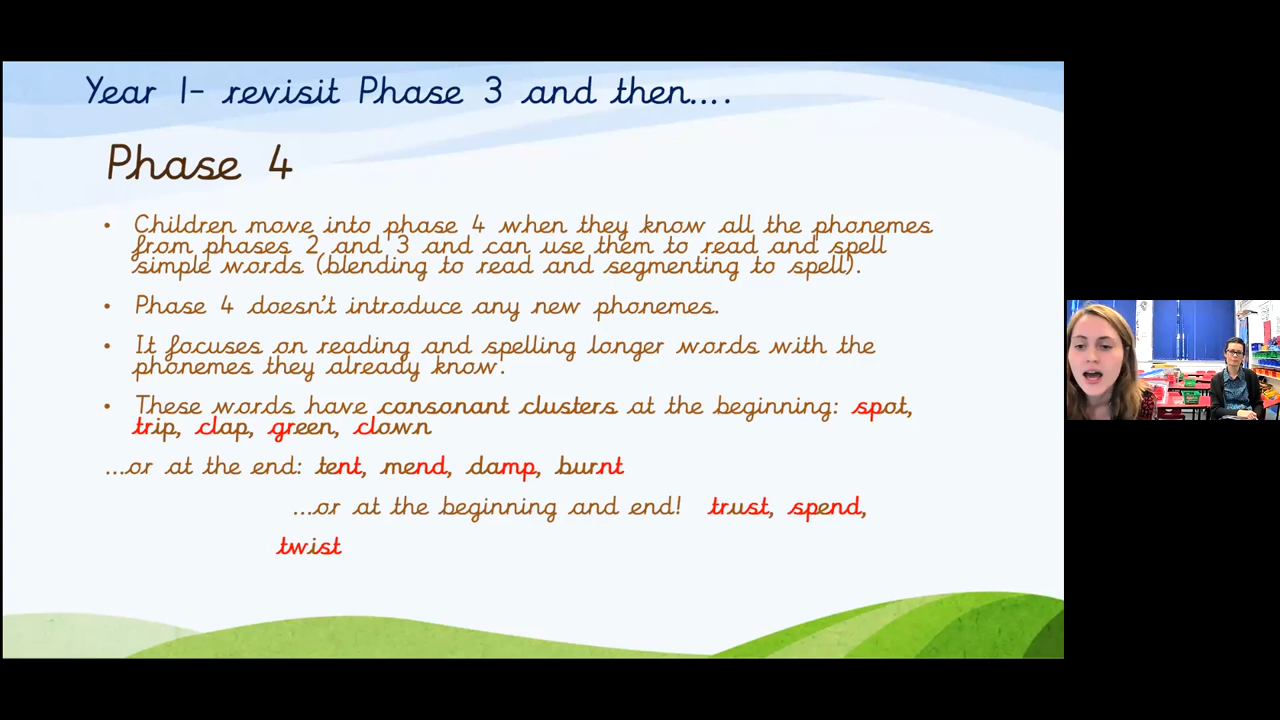 Year 1- revisit Phase 3 and then....
Phase 4
• Children move into phase 4 when they know all the phonemes
from phases 2 and 3 and can use them to read and spell
simple words (blending to read and segmenting to spell).
• Phase 4 doesn't introduce any new phonemes.
• It focuses on reading and spelling longer words with the
phonemes they already know.
• These words have consonant clusters at the beginning: spot,
trip, clap, green, clown
...or at the end: tent, mend, damp, burnt
...or at the beginning and end! trust, spend,
twist